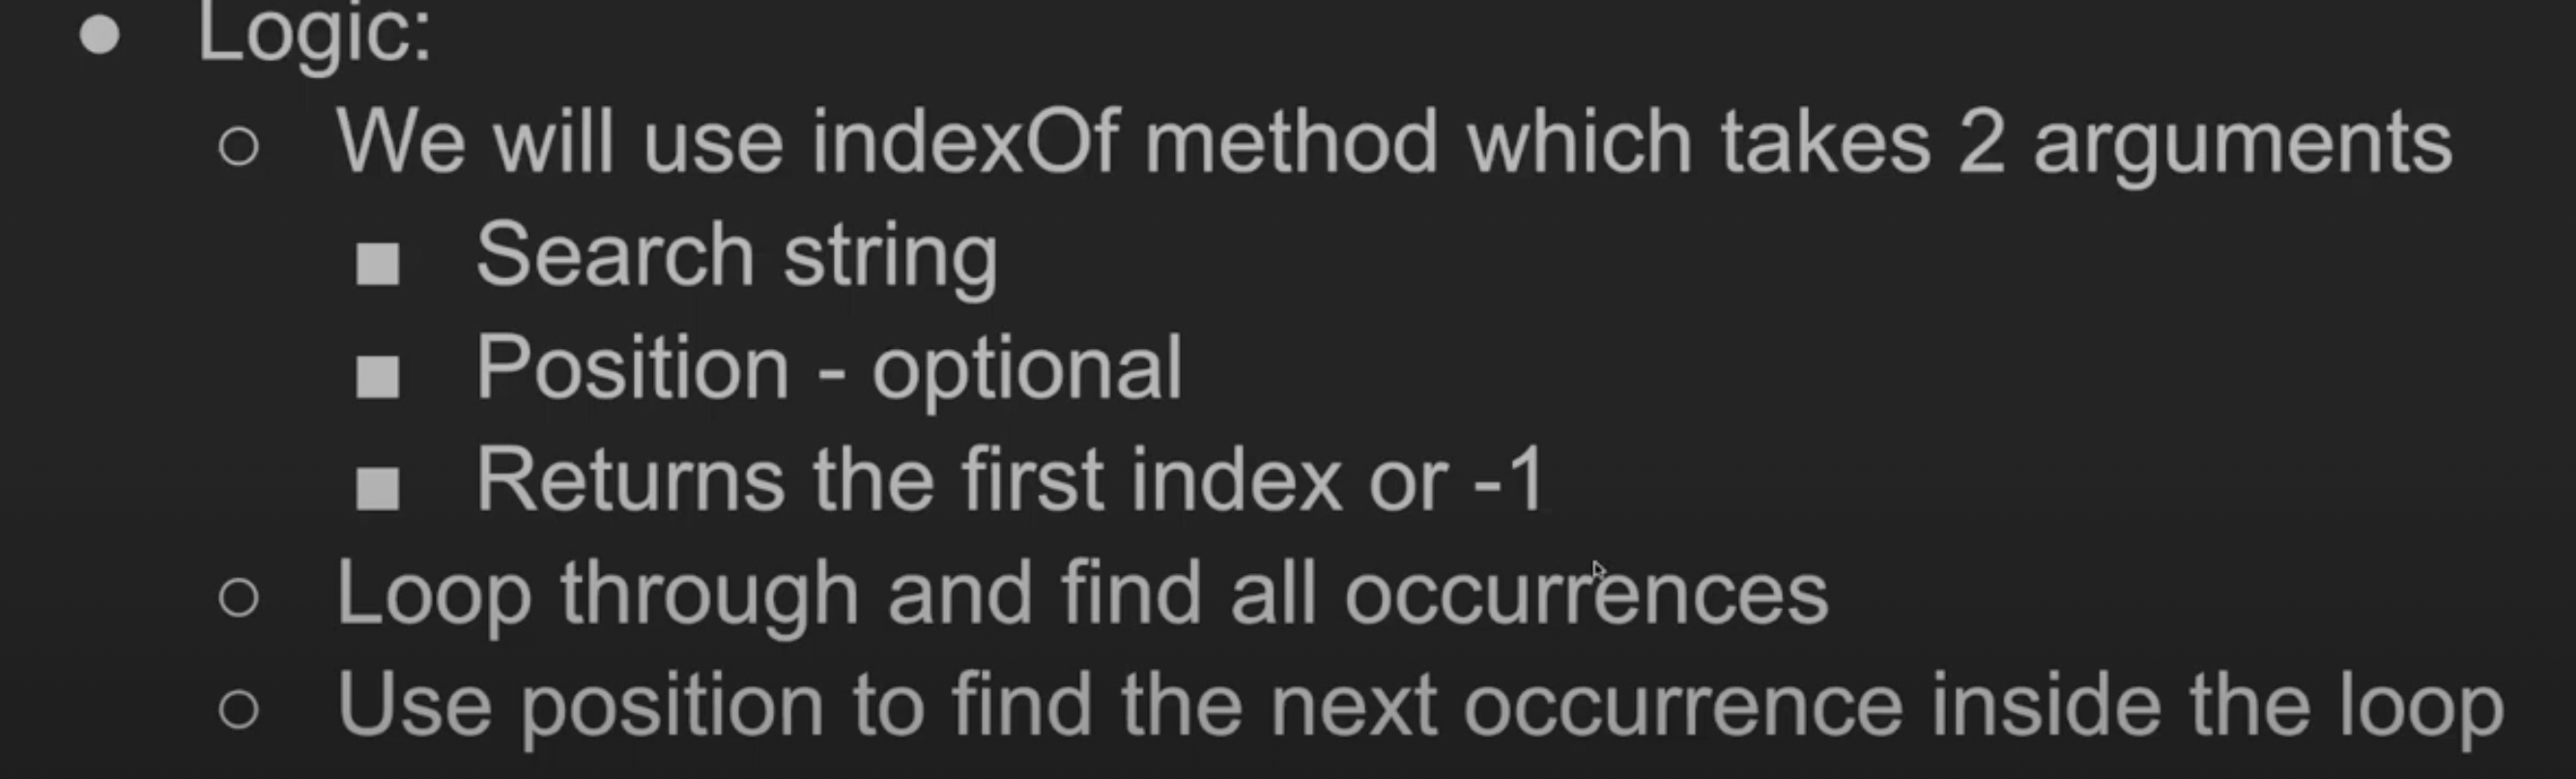 Logic:
We will use indexOf method which takes 2 arguments
Search string
Position - optional
Returns the first index or -1
Loop through and find all occurrences
Use position to find the next occurrence inside the loop